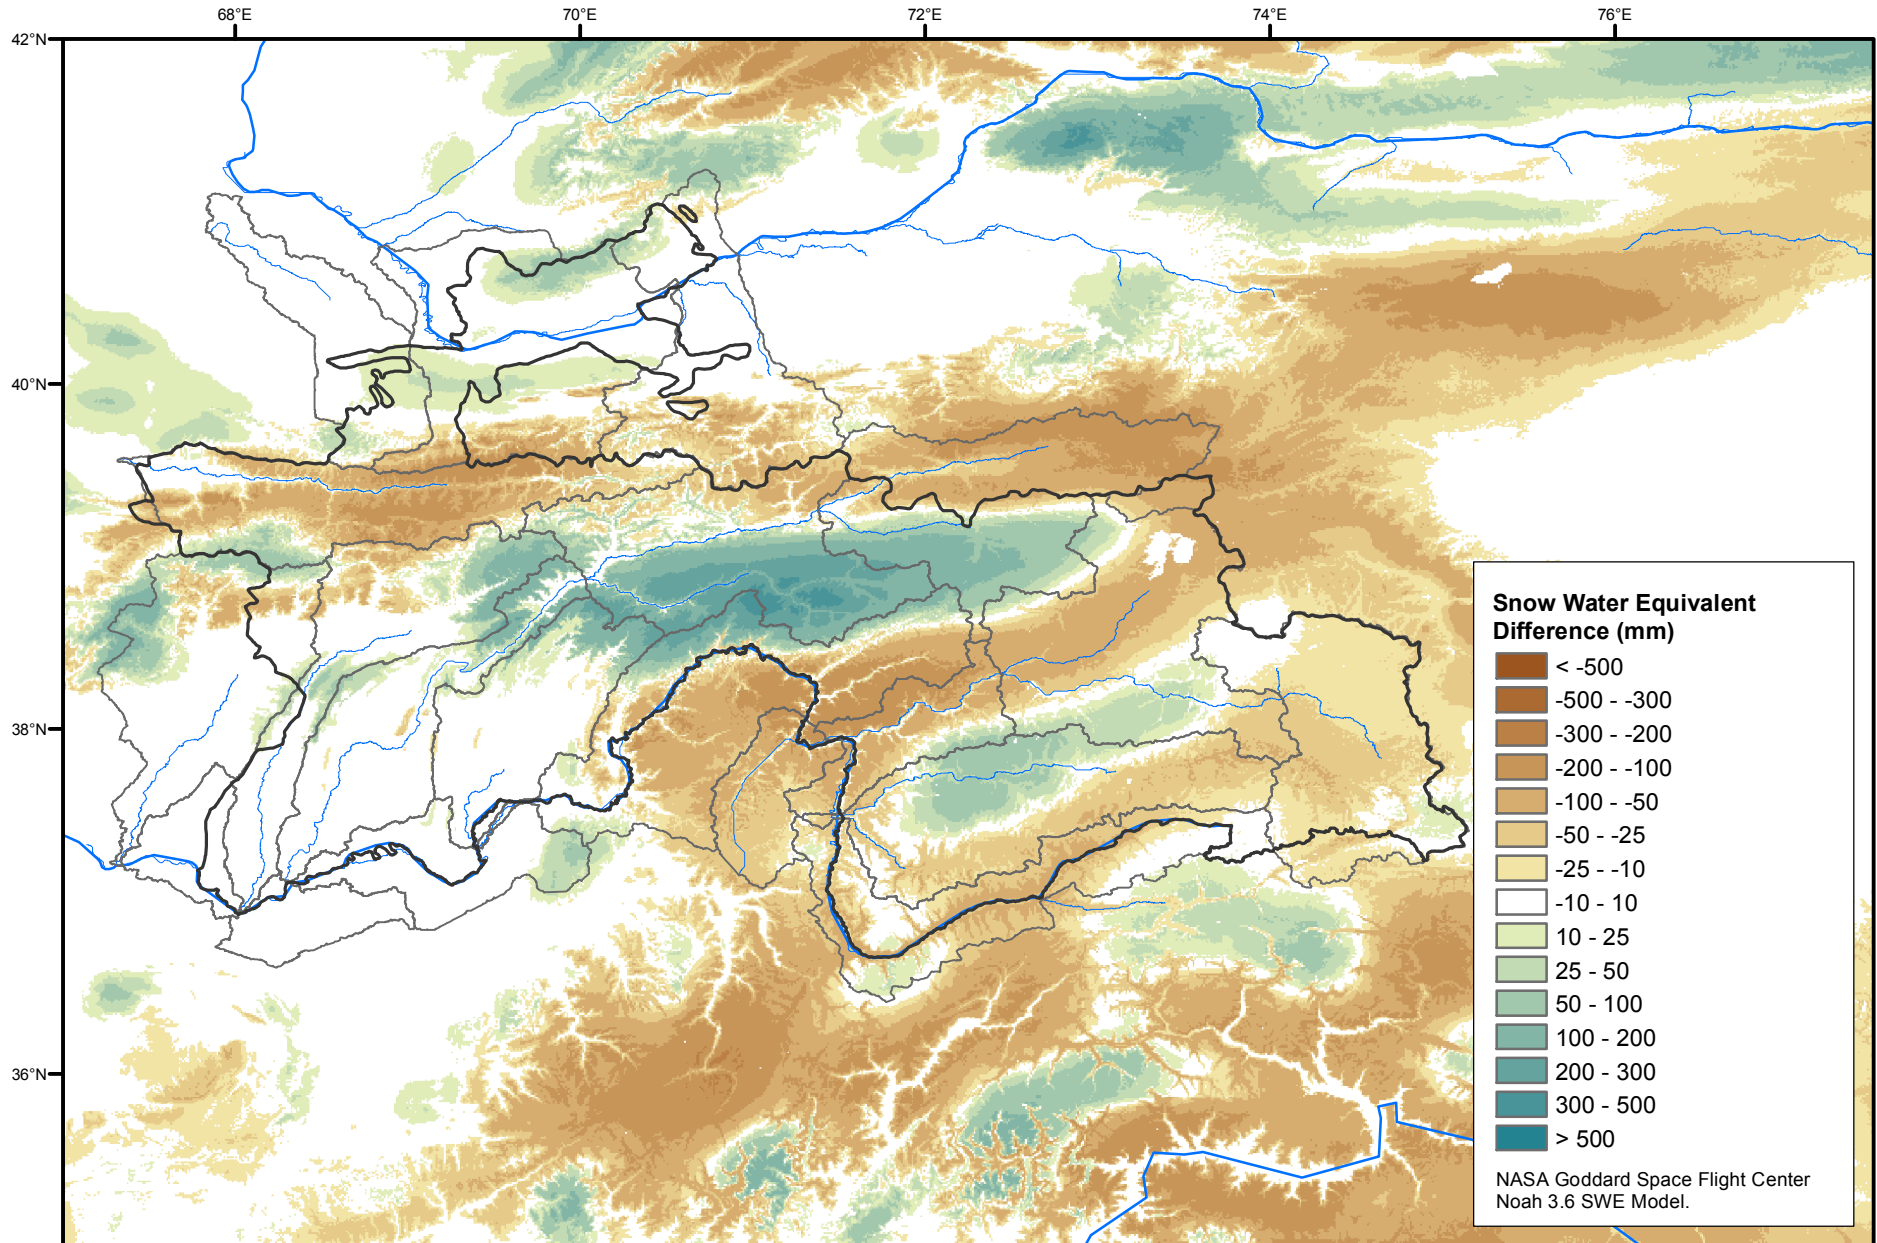 68°E
70°E
72°E
74°E
76°E
42°N
40°N
38°N
36°N
Snow Water Equivalent
Difference (mm)
< -500
-500 - -300
-300 - -200
-200 - -100
-100 - -50
-50 - -25
-25 - -10
-10 - 10
10 - 25
25 - 50
50 - 100
100 - 200
200 - 300
300 - 500
> 500
NASA Goddard Space Flight Center
Noah 3.6 SWE Model.